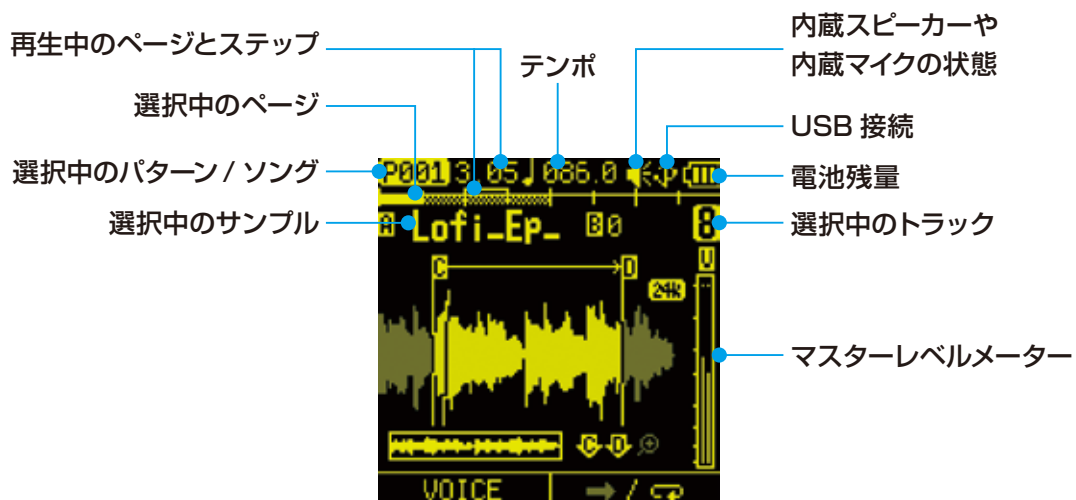 再生中のページとステップ
選択中のページ
選択中のパターン / ソング
選択中のサンプル
テンポ
内蔵スピーカーや
内蔵マイクの状態
USB 接続
電池残量
選択中のトラック
マスターレベルメーター
P001 3.05 ♩086.0
A Lofi_Ep_ B0 8
C D V
24k
C D
VOICE /